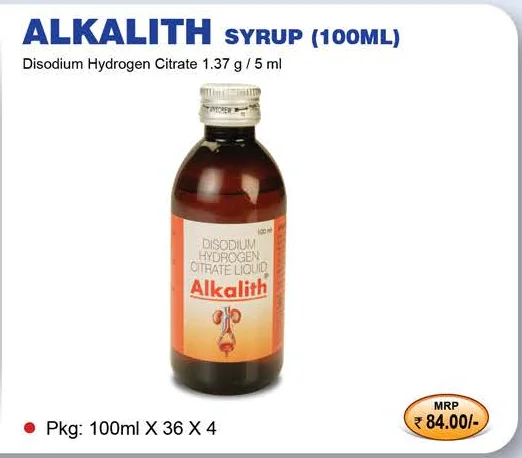 ALKALITH SYRUP (100ML)
Disodium Hydrogen Citrate 1.37 g / 5 ml
100 ml
DISODIUM
HYDROGEN
CITRATE LIQUID
Alkalith®
Pkg: 100ml X 36 X 4
MRP
₹ 84.00/-